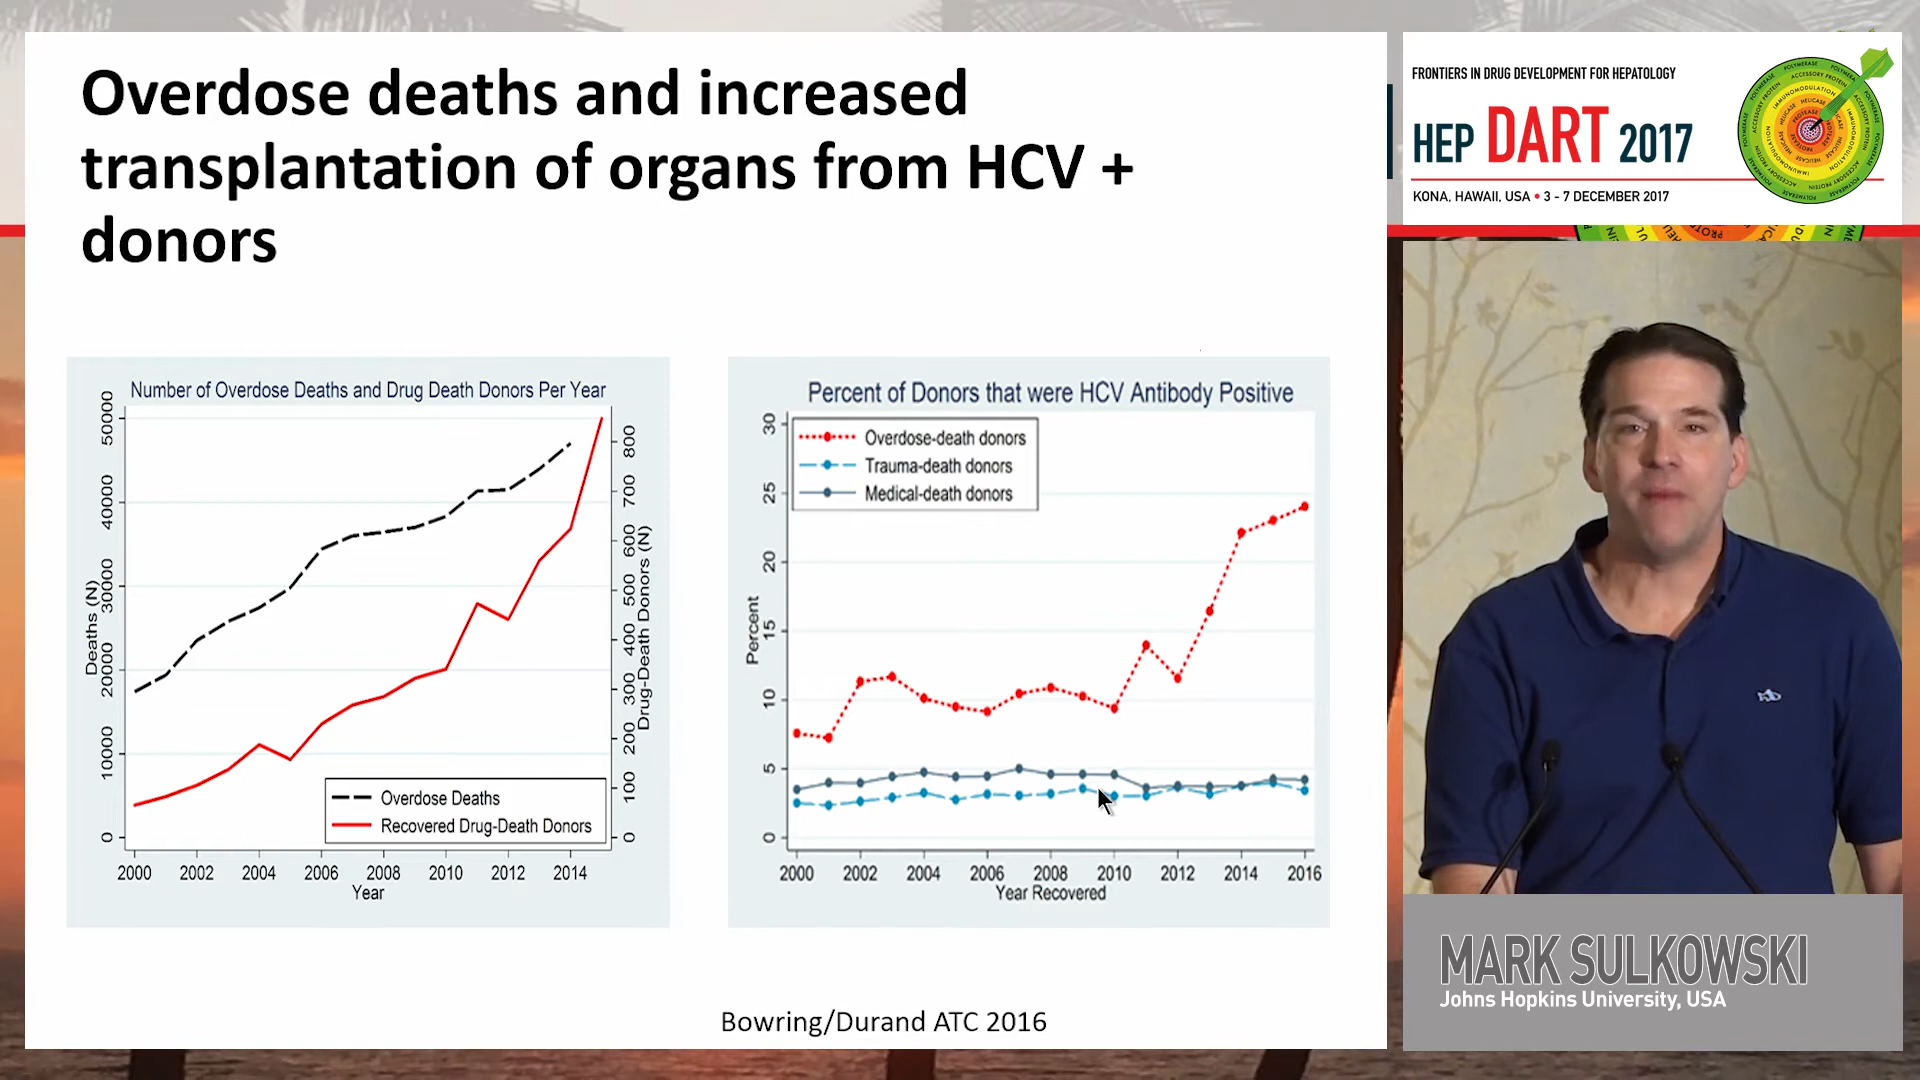 Overdose deaths and increased
transplantation of organs from HCV +
donors
Number of Overdose Deaths and Drug Death Donors Per Year
Deaths (N)
50000
40000
30000
20000
10000
0
800
700
600
500
400
300
200
100
0
Drug-Death Donors (N)
Overdose Deaths
Recovered Drug-Death Donors
2000 2002 2004 2006 2008 2010 2012 2014
Year
Percent of Donors that were HCV Antibody Positive
Overdose-death donors
Trauma-death donors
Medical-death donors
Percent
30
25
20
15
10
5
0
2000 2002 2004 2006 2008 2010 2012 2014 2016
Year Recovered
Bowring/Durand ATC 2016
FRONTIERS IN DRUG DEVELOPMENT FOR HEPATOLOGY
HEP DART 2017
KONA, HAWAII, USA • 3 - 7 DECEMBER 2017
MARK SULKOWSKI
Johns Hopkins University, USA